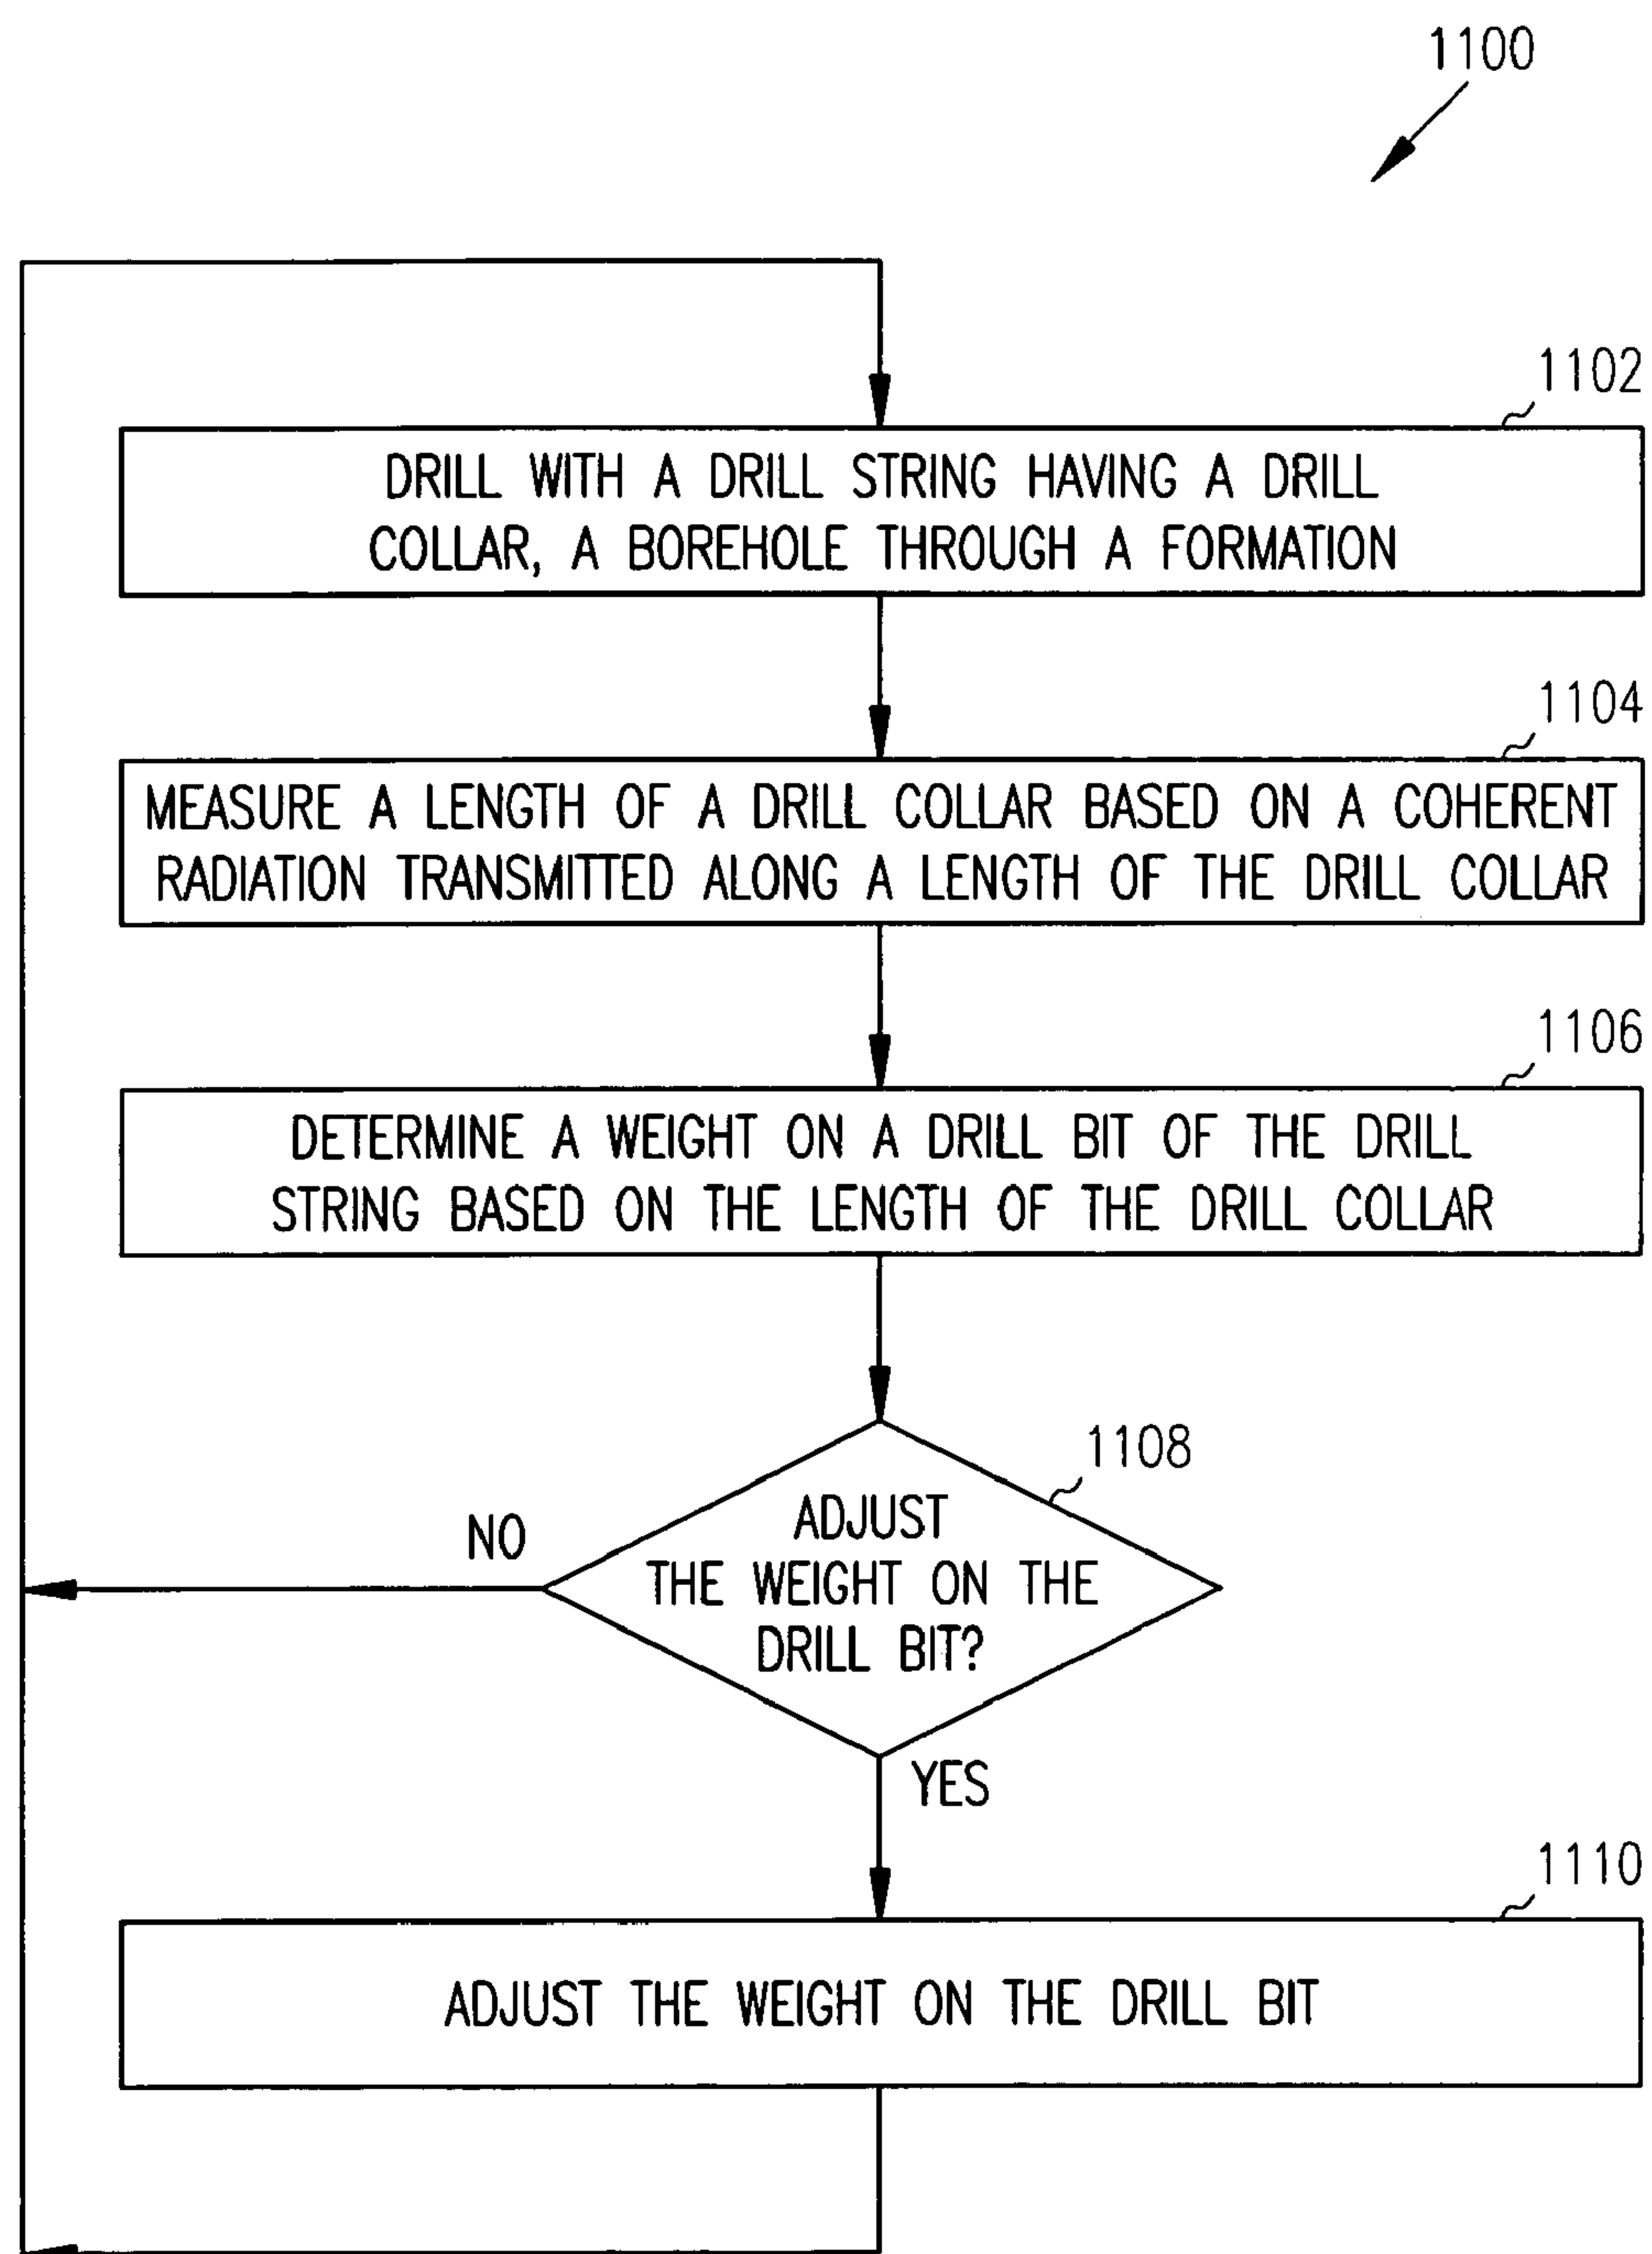 1100
1102
DRILL WITH A DRILL STRING HAVING A DRILL
COLLAR, A BOREHOLE THROUGH A FORMATION
1104
MEASURE A LENGTH OF A DRILL COLLAR BASED ON A COHERENT
RADIATION TRANSMITTED ALONG A LENGTH OF THE DRILL COLLAR
1106
DETERMINE A WEIGHT ON A DRILL BIT OF THE DRILL
STRING BASED ON THE LENGTH OF THE DRILL COLLAR
1108
ADJUST
THE WEIGHT ON THE
DRILL BIT?
NO
YES
1110
ADJUST THE WEIGHT ON THE DRILL BIT